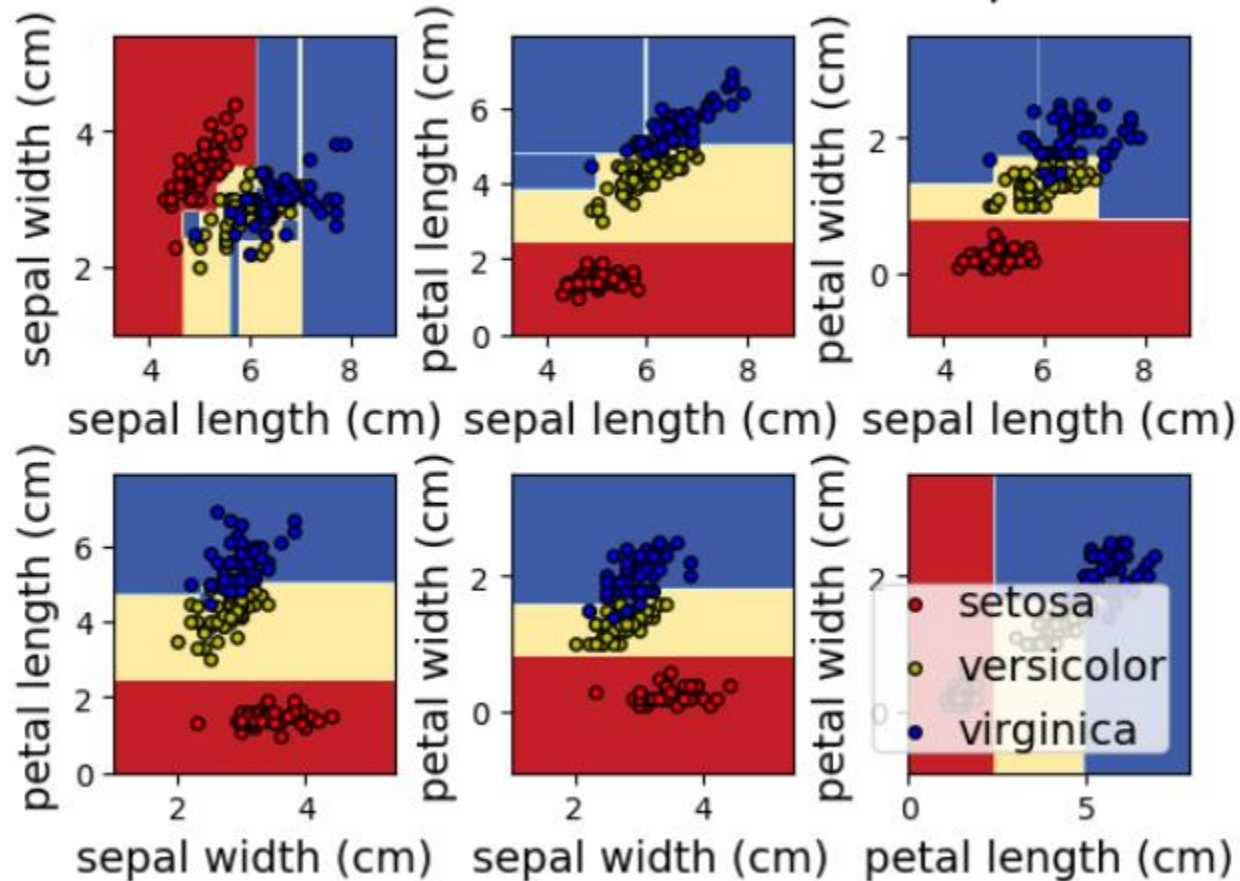 sepal width (cm)
4
2
4 6 8
sepal length (cm)
petal length (cm)
6
4
2
0
4 6 8
sepal length (cm)
petal width (cm)
2
0
4 6 8
sepal length (cm)
petal length (cm)
6
4
2
0
2 4
sepal width (cm)
petal width (cm)
2
0
2 4
sepal width (cm)
petal width (cm)
2
0
0 5
petal length (cm)
setosa
versicolor
virginica